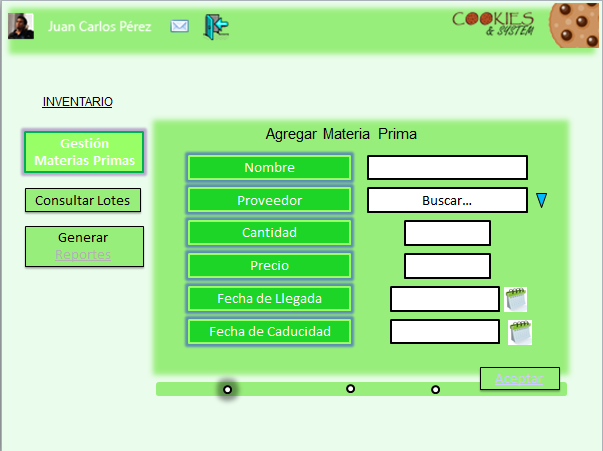 Juan Carlos Pérez
COOKIES
& SYSTEM
INVENTARIO
Gestión
Materias Primas
Consultar Lotes
Generar
Reportes
Agregar Materia Prima
Nombre
Proveedor
Buscar...
Cantidad
Precio
Fecha de Llegada
Fecha de Caducidad
Aceptar